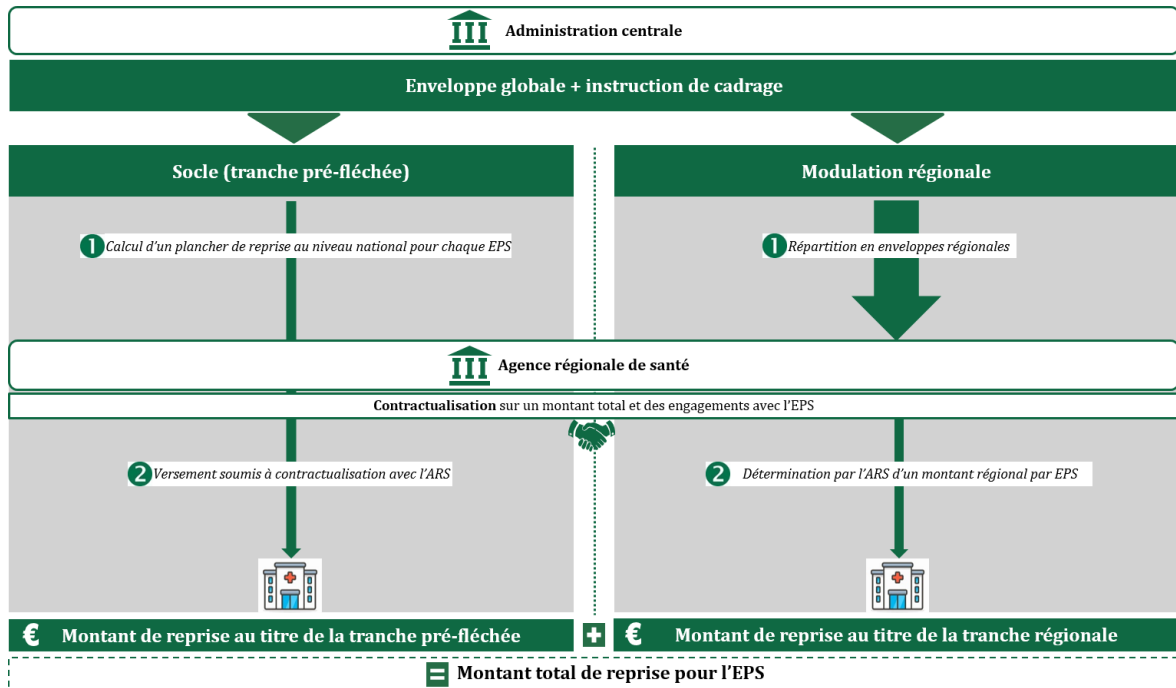 Administration centrale
Enveloppe globale + instruction de cadrage
Socle (tranche pré-fléchée)
Modulation régionale
1 Calcul d'un plancher de reprise au niveau national pour chaque EPS
1 Répartition en enveloppes régionales
Agence régionale de santé
Contractualisation sur un montant total et des engagements avec l'EPS
2 Versement soumis à contractualisation avec l'ARS
2 Détermination par l'ARS d'un montant régional par EPS
€ Montant de reprise au titre de la tranche pré-fléchée
+
€ Montant de reprise au titre de la tranche régionale
= Montant total de reprise pour l'EPS